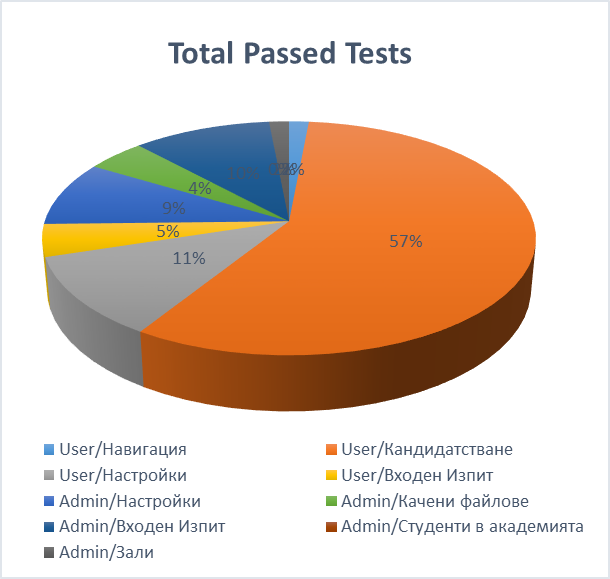 Total Passed Tests
57%
11%
5%
9%
4%
User/Навигация
User/Кандидатстване
User/Настройки
User/Входен Изпит
Admin/Настройки
Admin/Качени файлове
Admin/Входен Изпит
Admin/Студенти в академията
Admin/Зали